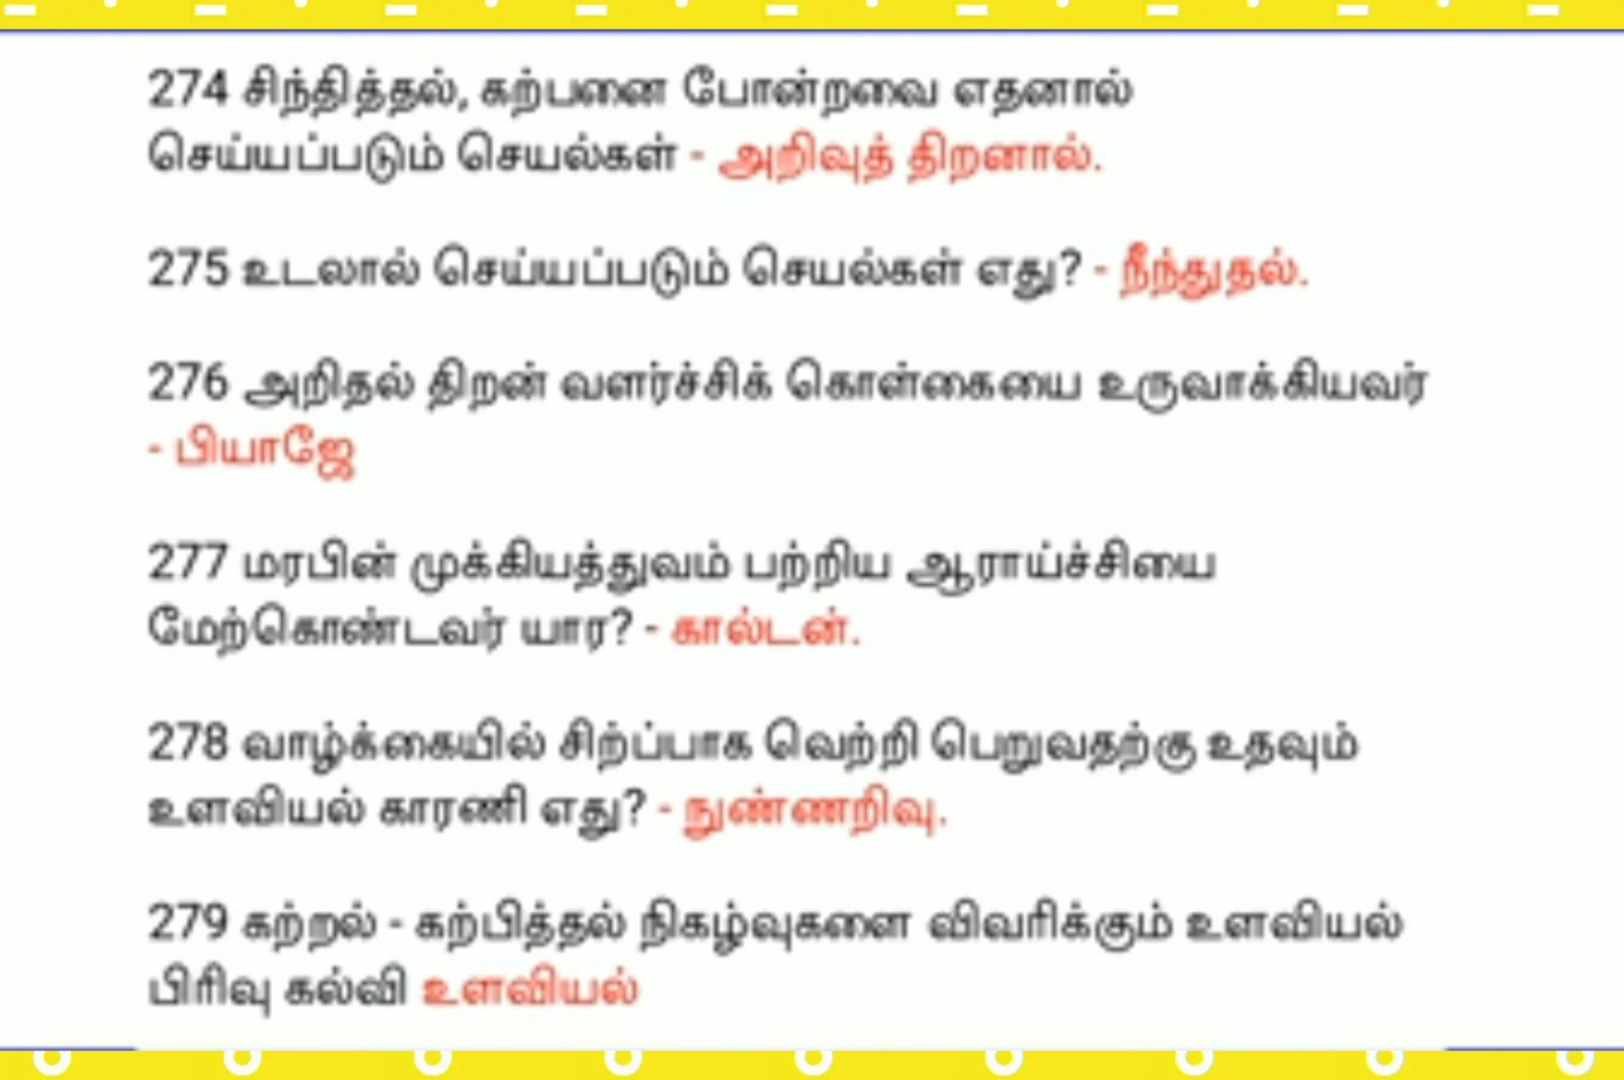 274 சிந்தித்தல், கற்பனை போன்றவை எதனால்
செய்யப்படும் செயல்கள் - அறிவுத் திறனால்.
275 உடலால் செய்யப்படும் செயல்கள் எது? - நீந்துதல்.
276 அறிதல் திறன் வளர்ச்சிக் கொள்கையை உருவாக்கியவர்
- பியாஜே
277 மரபின் முக்கியத்துவம் பற்றிய ஆராய்ச்சியை
மேற்கொண்டவர் யார? - கால்டன்.
278 வாழ்க்கையில் சிற்ப்பாக வெற்றி பெறுவதற்கு உதவும்
உளவியல் காரணி எது? - நுண்ணறிவு.
279 கற்றல் - கற்பித்தல் நிகழ்வுகளை விவரிக்கும் உளவியல்
பிரிவு கல்வி உளவியல்